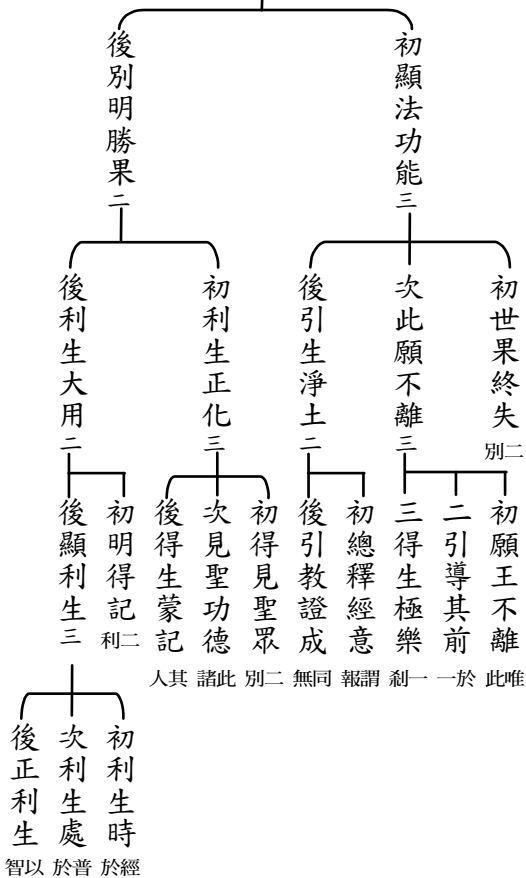 初顯法功能三
後別明勝果二
初世果終失
二別
次此願不離三
後引生淨土二
初利生正化三
後利生大用二
初願王不離
唯此
二引導其前
於一
三得生極樂
一剎
初總釋經意
謂報
後引教證成
同無
初得見聖眾
二別
次見聖功德
此諸
後得生蒙記
其人
初明得記
二利
後顯利生三
初利生時
經於
次利生處
普於
後正利生
以智